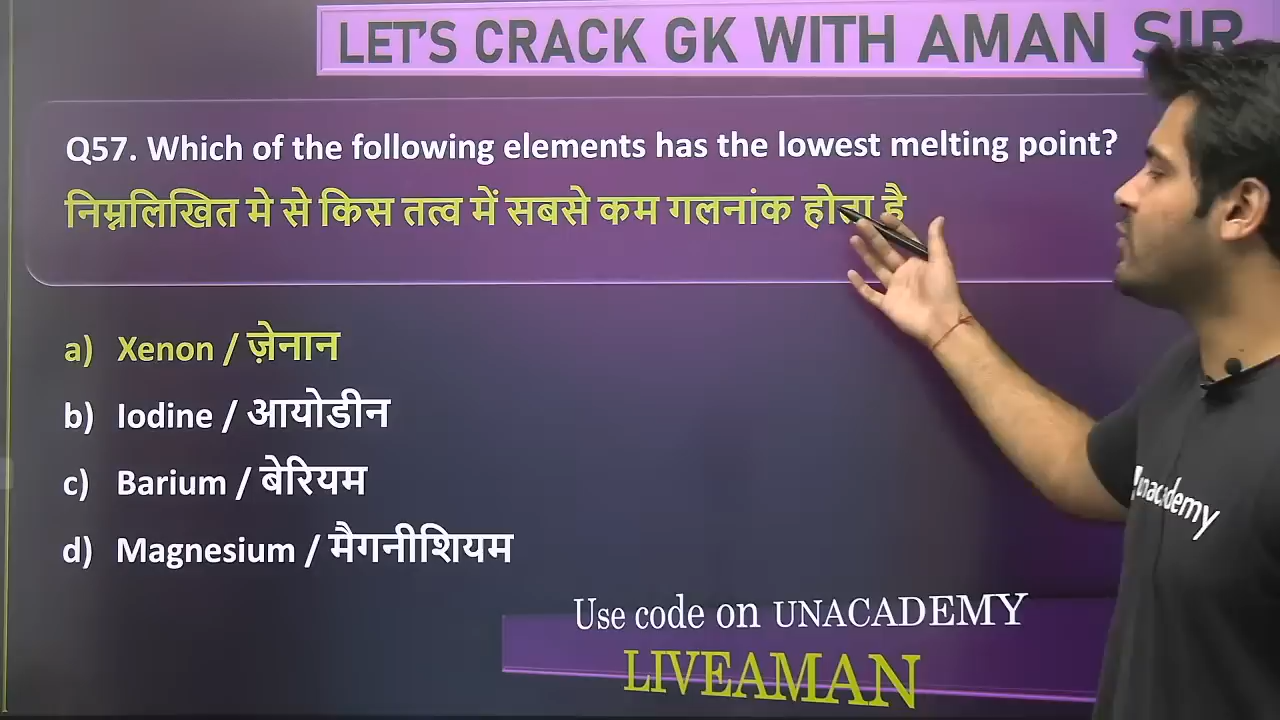 LET'S CRACK GK WITH AMAN SIR
Q57. Which of the following elements has the lowest melting point?
निम्नलिखित मे से किस तत्व में सबसे कम गलनांक होता है
a) Xenon / ज़ेनान
b) Iodine / आयोडीन
c) Barium / बेरियम
d) Magnesium / मैगनीशियम
unacademy
Use code on UNACADEMY
LIVEAMAN